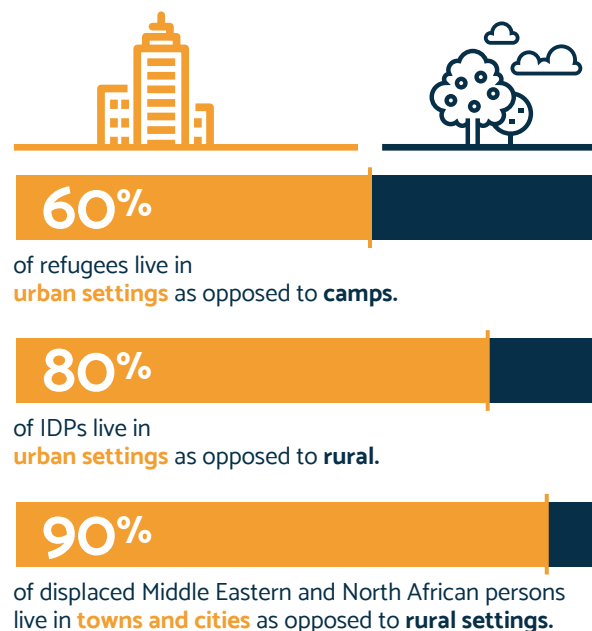 60%
of refugees live in
urban settings as opposed to camps.
80%
of IDPs live in
urban settings as opposed to rural.
90%
of displaced Middle Eastern and North African persons
live in towns and cities as opposed to rural settings.